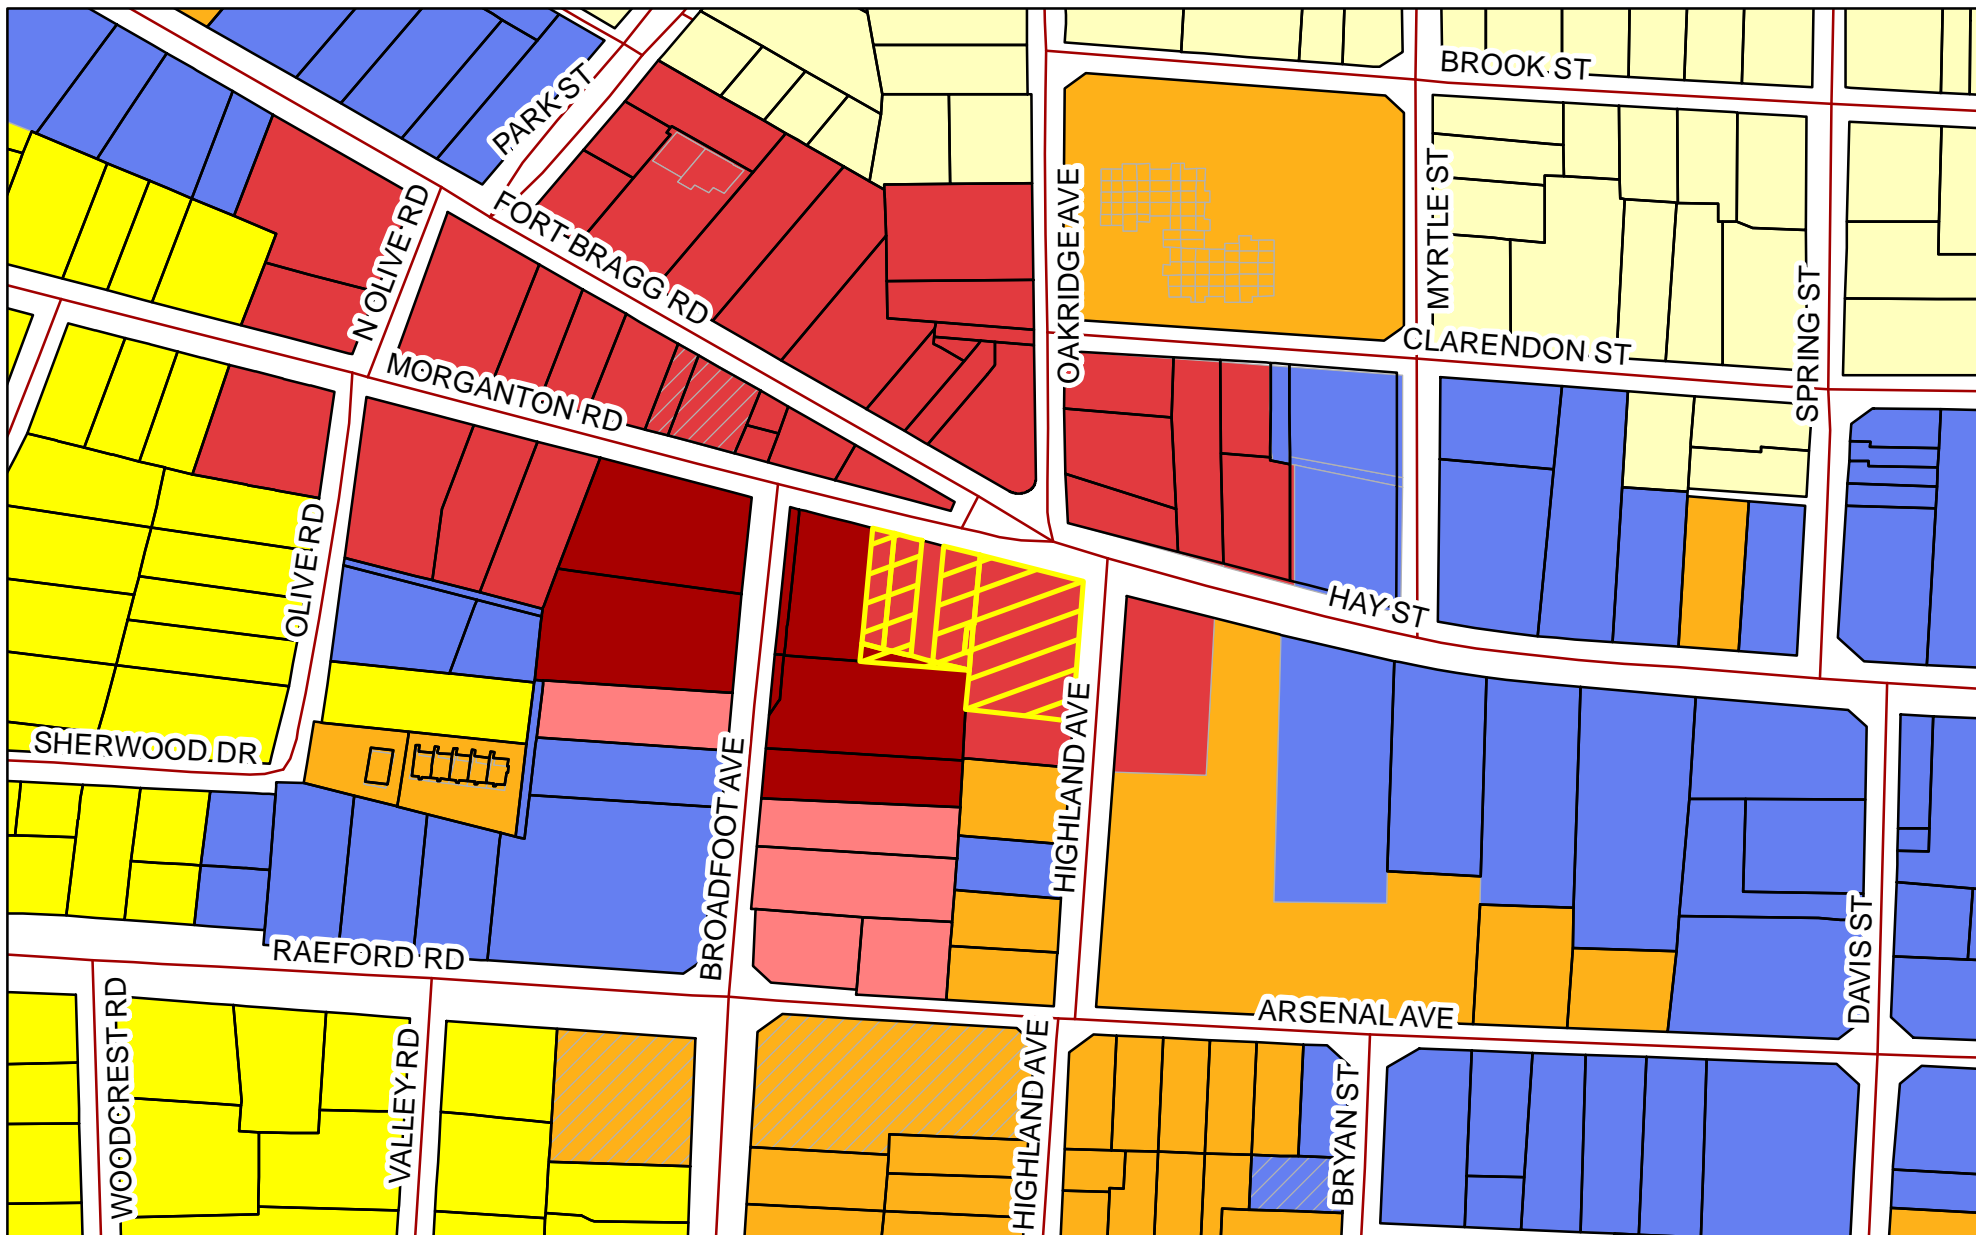 BROOK ST
PARK ST
MYRTLE ST
OAKRIDGE AVE
N OLIVE RD
FORT BRAGG RD
SPRING ST
CLARENDON ST
MORGANTON RD
OLIVE RD
HAY ST
SHERWOOD DR
BROADFOOT AVE
HIGHLAND AVE
DAVIS ST
RAEFORD RD
ARSENAL AVE
WOODCREST RD
VALLEY RD
HIGHLAND AVE
BRYAN ST